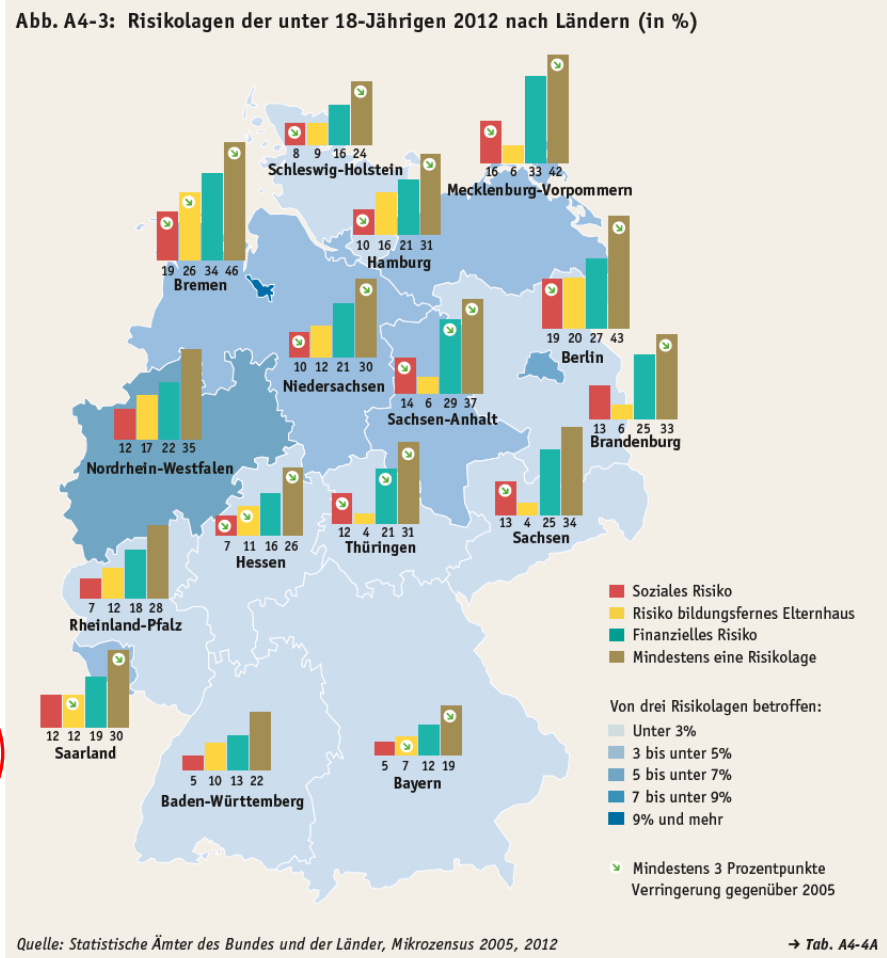 Abb. A4-3: Risikolagen der unter 18-Jährigen 2012 nach Ländern (in %)
8 9 16 24
Schleswig-Holstein
16 6 33 42
Mecklenburg-Vorpommern
10 16 21 31
Hamburg
19 26 34 46
Bremen
19 20 27 43
Berlin
10 12 21 30
Niedersachsen
14 6 29 37
Sachsen-Anhalt
13 6 25 33
Brandenburg
12 17 22 35
Nordrhein-Westfalen
7 11 16 26
Hessen
12 4 21 31
Thüringen
13 4 25 34
Sachsen
7 12 18 28
Rheinland-Pfalz
12 12 19 30
Saarland
5 10 13 22
Baden-Württemberg
5 7 12 19
Bayern
Soziales Risiko
Risiko bildungsfernes Elternhaus
Finanzielles Risiko
Mindestens eine Risikolage
Von drei Risikolagen betroffen:
Unter 3%
3 bis unter 5%
5 bis unter 7%
7 bis unter 9%
9% und mehr
Mindestens 3 Prozentpunkte
Verringerung gegenüber 2005
Quelle: Statistische Ämter des Bundes und der Länder, Mikrozensus 2005, 2012
→ Tab. A4-4A